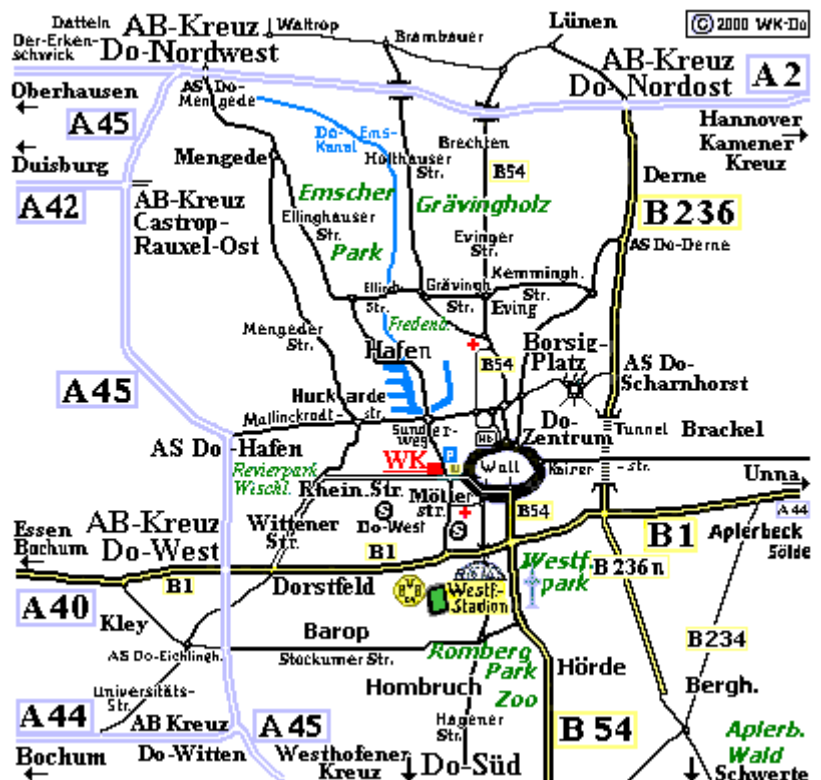 Datteln
Der-Erken-
schwick
AB-Kreuz
Do-Nordwest
Waltrop
Brambauer
Lünen
© 2000 WK-Do
AB-Kreuz
Do-Nordost
A 2
Oberhausen
AS Do-
Mengede
A 45
Hannover
Kamener
Kreuz
Duisburg
Mengede
Do-Ems-
Kanal
Holthauser
Str.
Brechten
B54
Derne
A 42
AB-Kreuz
Castrop-
Rauxel-Ost
Emscher
Park
Ellinghauser
Str.
Grävingholz
B 236
Evinger
Str.
AS Do-Derne
Kemmingh.
Str.
Ellingh.
Str.
Grävingh.
Str.
Eving
Mengeder
Str.
Fredenb.
Hafen
B54
Borsig-
Platz
AS Do-
Scharnhorst
A 45
Huckarde
Mallinckrodt-
str.
Sunder-
weg
Hbf
Do-
Zentrum
Tunnel
Brackel
AS Do-Hafen
Revierpark
Wischl.
WK
P
U
Wall
Kaiser-
-str.
Unna
A 44
Rhein. Str.
Möller
str.
S
Do-West
S
B54
Wittener
Str.
Essen
Bochum
AB-Kreuz
Do-West
B1
B1
Aplerbeck
Sölde
B1
Dorstfeld
BVB
09
Westf-
Stadion
Westf.
park
B 236 n
A 40
Kley
Barop
Stockumer Str.
AS Do-Eichlingh.
Romberg
Park
Zoo
Hörde
B 234
Universitäts-
Str.
Hombruch
Bergh.
A 44
AB Kreuz
Do-Witten
A 45
Hagener
Str.
B 54
Aplerb.
Wald
Bochum
Westhofener
Kreuz
Do-Süd
Schwerte